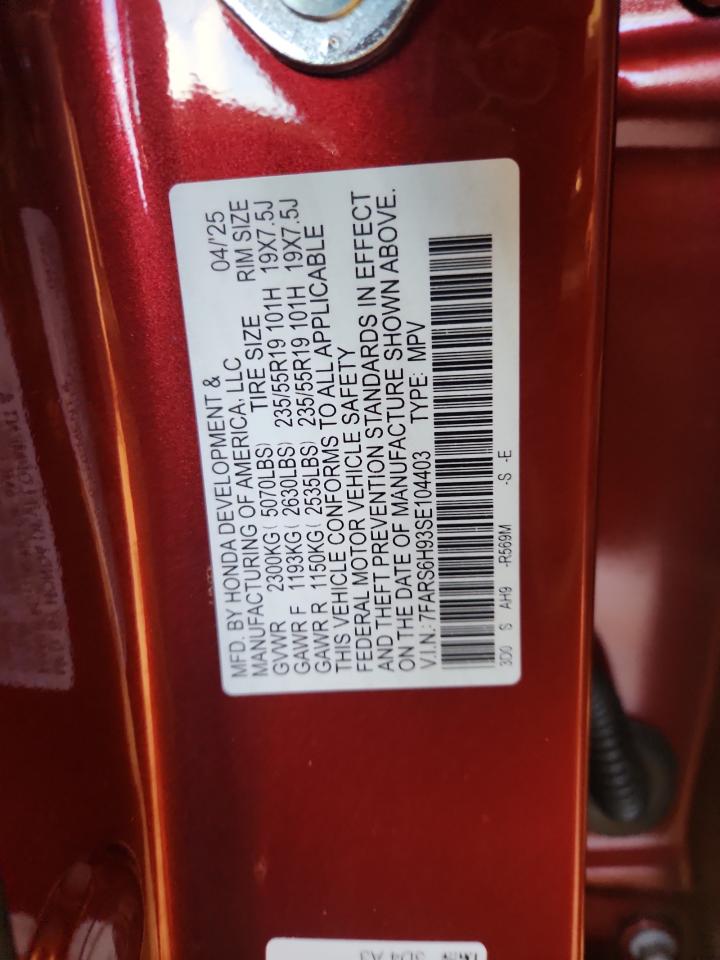 MFD. BY HONDA DEVELOPMENT &
MANUFACTURING OF AMERICA, LLC 04/'25
TIRE SIZE RIM SIZE
GVWR 2300KG( 5070LBS) 235/55R19 101H 19X7.5J
GAWR F 1193KG( 2630LBS) 235/55R19 101H 19X7.5J
GAWR R 1150KG( 2535LBS)
THIS VEHICLE CONFORMS TO ALL APPLICABLE
FEDERAL MOTOR VEHICLE SAFETY
AND THEFT PREVENTION STANDARDS IN EFFECT
ON THE DATE OF MANUFACTURE SHOWN ABOVE.
V.I.N.: 7FARS6H93SE104403 TYPE: MPV
3D0 S AH9 -R569M -S -E